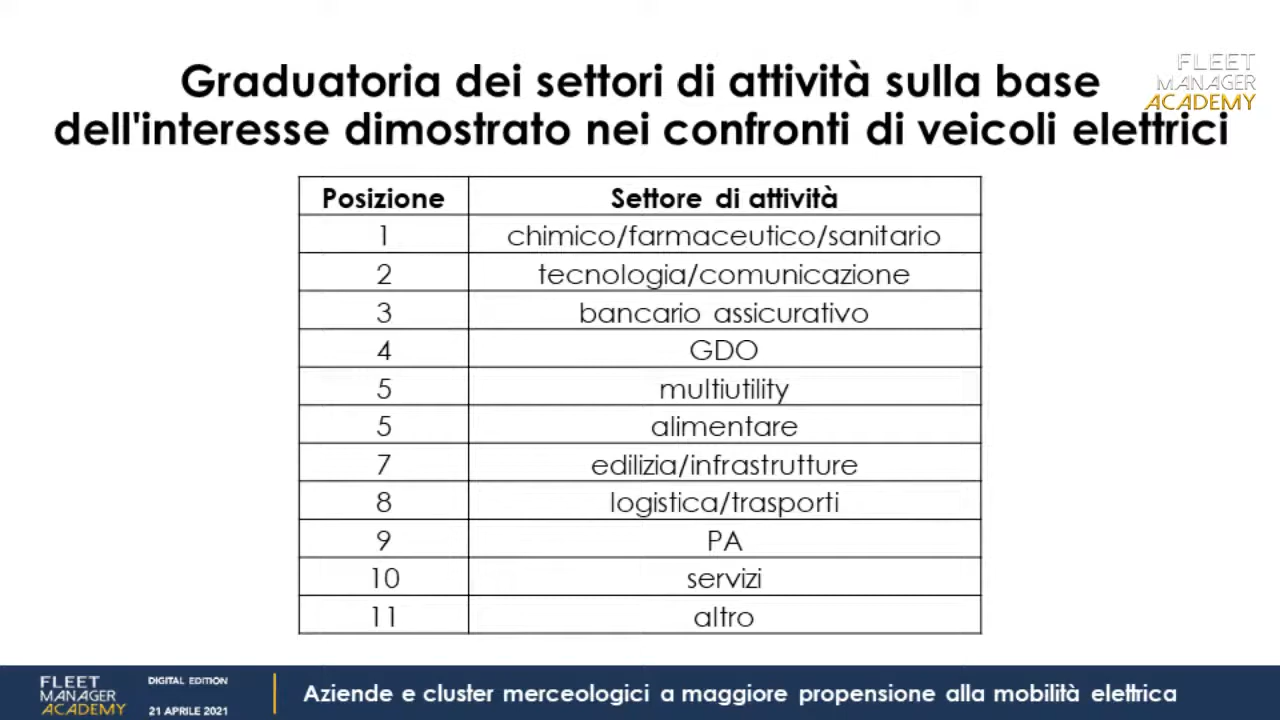 Graduatoria dei settori di attività sulla base
dell'interesse dimostrato nei confronti di veicoli elettrici
FLEET
MANAGER
ACADEMY
Posizione Settore di attività
1 chimico/farmaceutico/sanitario
2 tecnologia/comunicazione
3 bancario assicurativo
4 GDO
5 multiutility
5 alimentare
7 edilizia/infrastrutture
8 logistica/trasporti
9 PA
10 servizi
11 altro
FLEET
MANAGER
ACADEMY
DIGITAL EDITION
21 APRILE 2021
Aziende e cluster merceologici a maggiore propensione alla mobilità elettrica